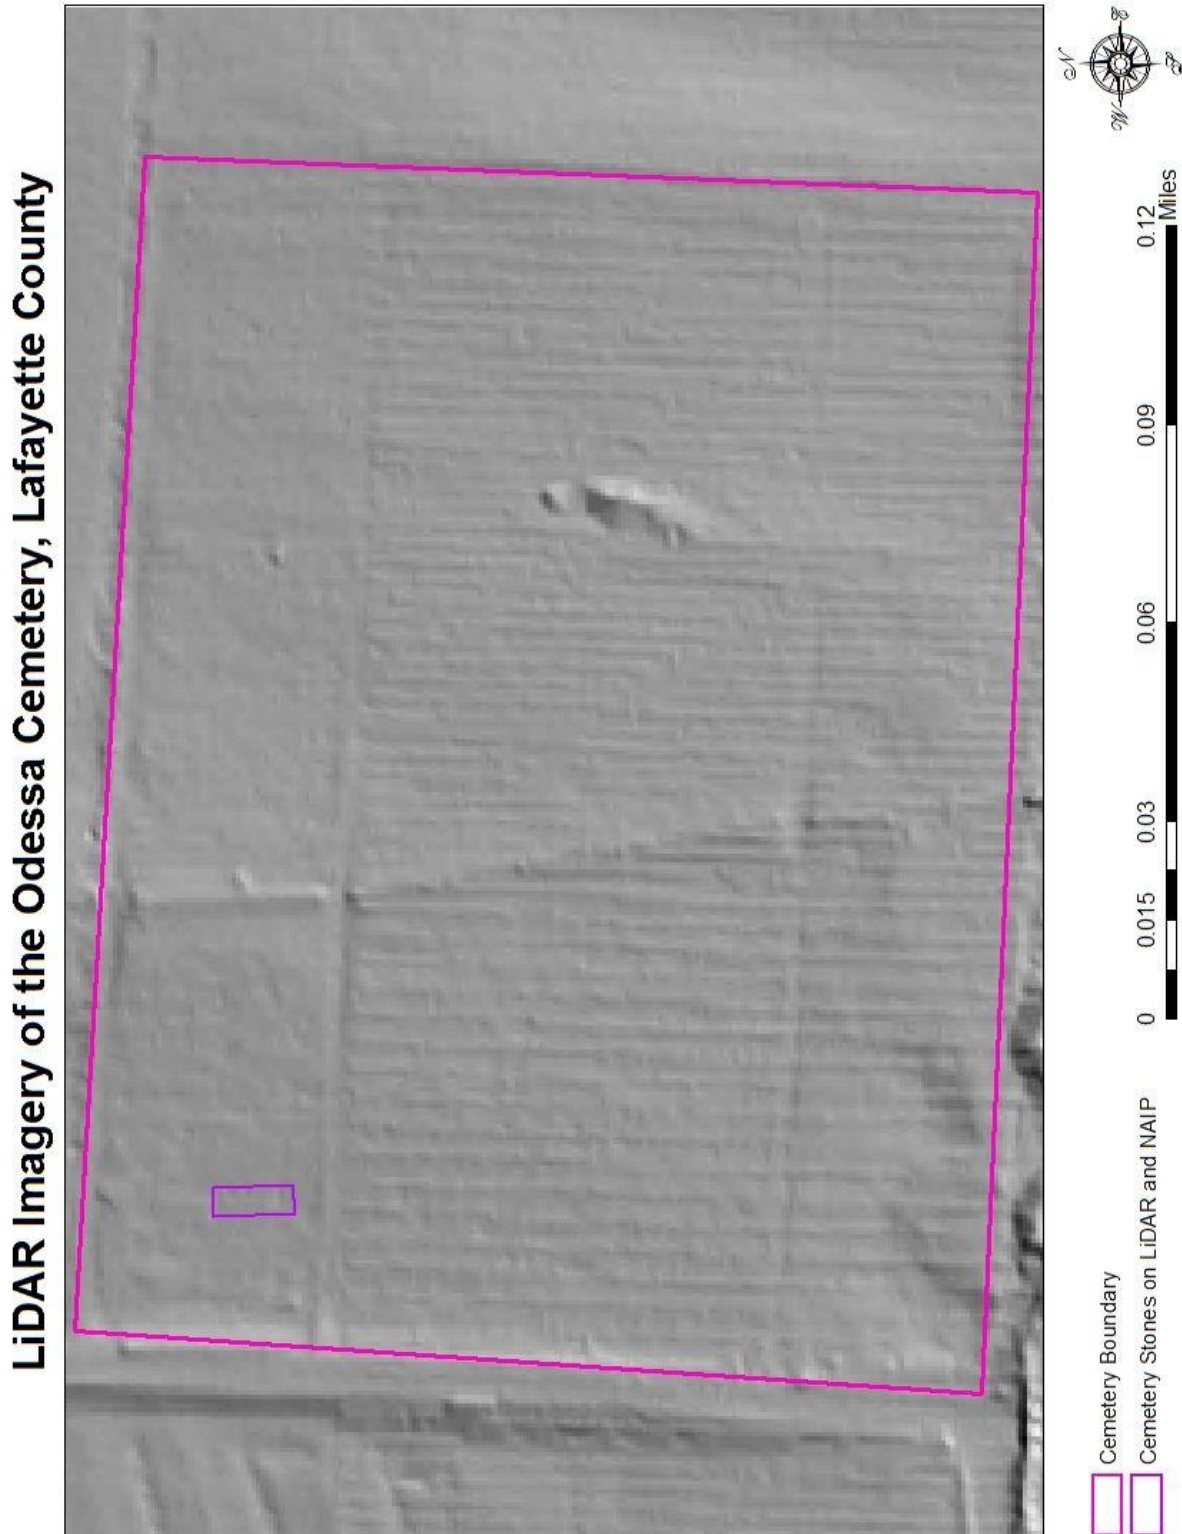 LiDAR Imagery of the Odessa Cemetery, Lafayette County
N
W
E
S
0 0.015 0.03 0.06 0.09 0.12
Miles
Cemetery Boundary
Cemetery Stones on LiDAR and NAIP